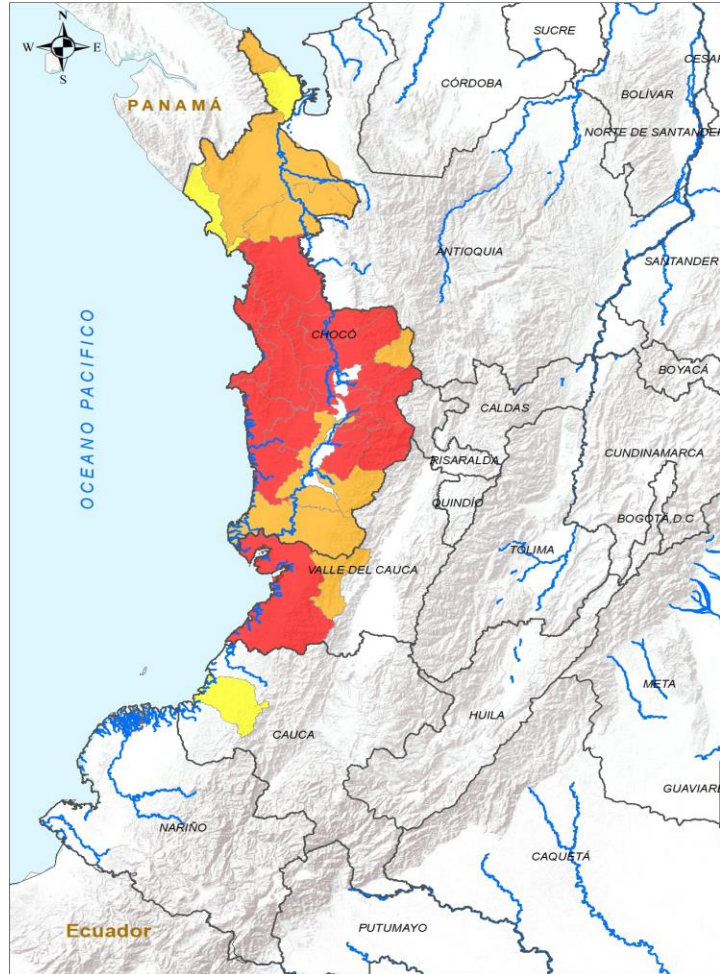 N
W E
S
SUCRE
CÓRDOBA
CESAR
BOLÍVAR
PANAMÁ
NORTE DE SANTANDER
ANTIOQUIA
SANTANDER
OCEANO PACIFICO
CHOCÓ
BOYACÁ
CALDAS
CUNDINAMARCA
RISARALDA
QUINDÍO
BOGOTÁ,D.C
TOLIMA
VALLE DEL CAUCA
META
HUILA
CAUCA
GUAVIARE
NARIÑO
CAQUETÁ
Ecuador
PUTUMAYO